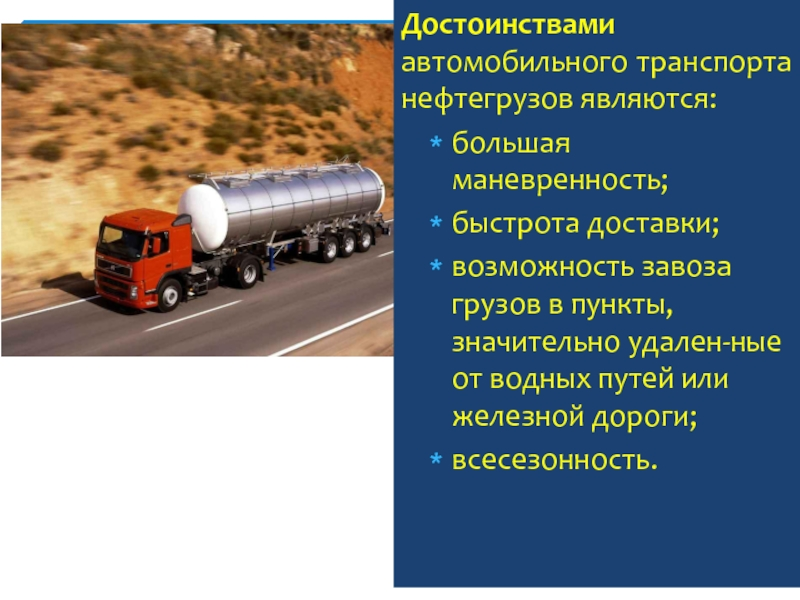 Достоинствами
автомобильного транспорта
нефтегрузов являются:
* большая
маневренность;
* быстрота доставки;
* возможность завоза
грузов в пункты,
значительно удален-ные
от водных путей или
железной дороги;
* всесезонность.